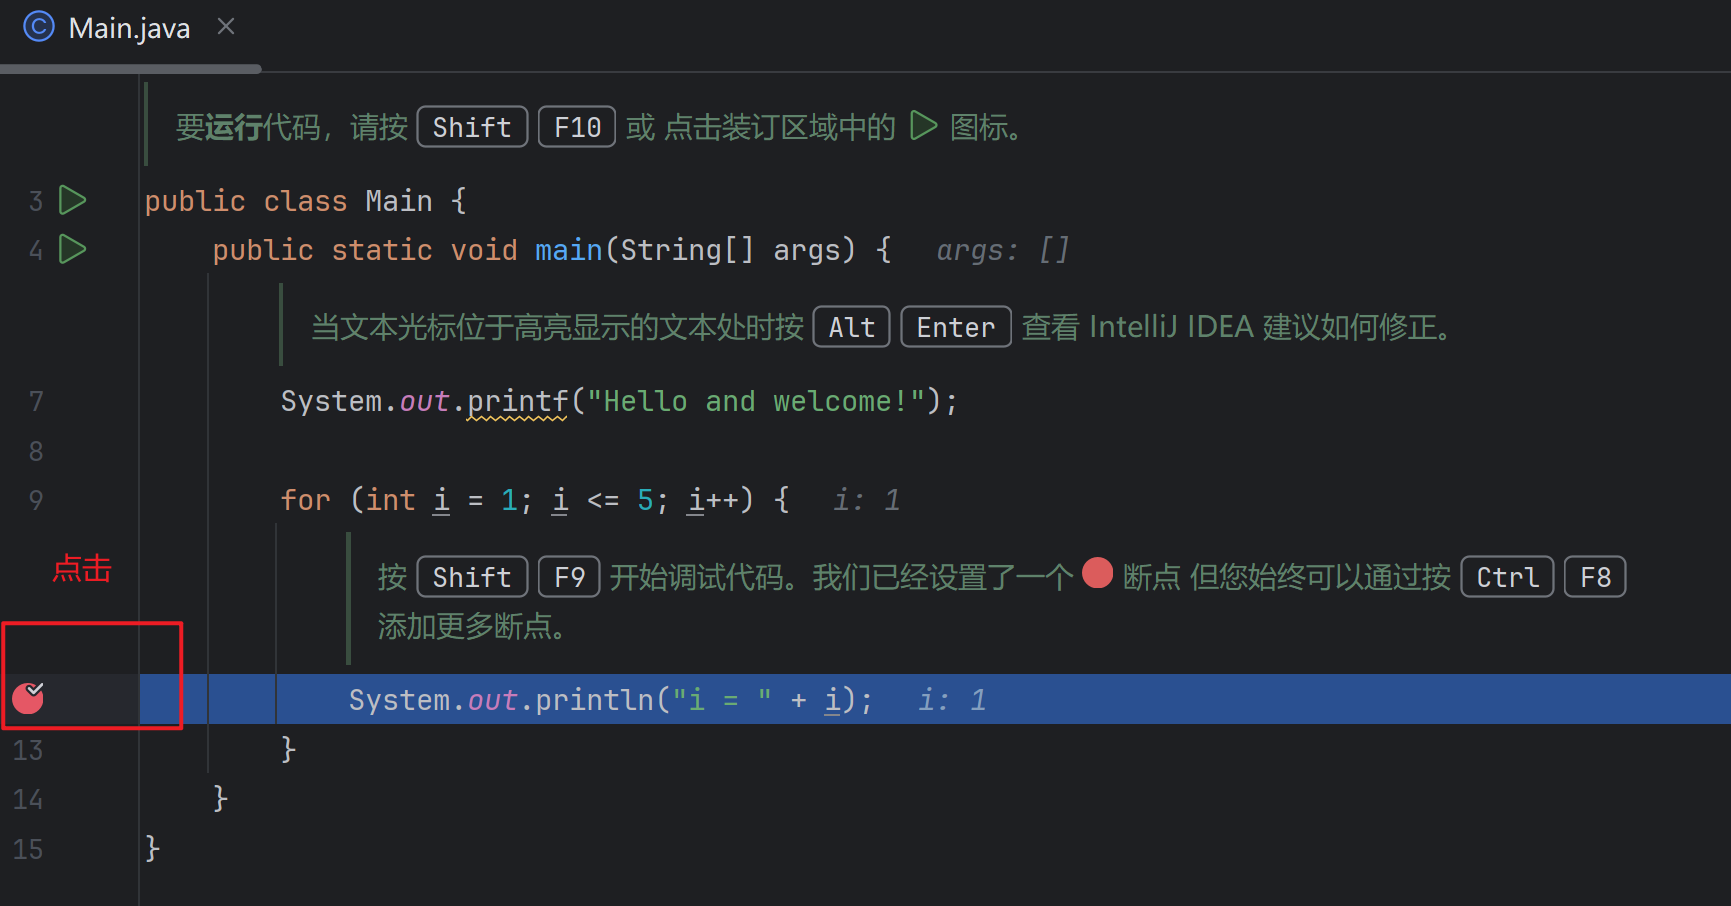 Main.java
要运行代码，请按 Shift F10 或 点击装订区域中的 图标。
3 public class Main {
4 public static void main(String[] args) { args: []
当文本光标位于高亮显示的文本处时按 Alt Enter 查看 IntelliJ IDEA 建议如何修正。
7 System.out.printf("Hello and welcome!");
8
9 for (int i = 1; i <= 5; i++) { i: 1
点击
按 Shift F9 开始调试代码。我们已经设置了一个 断点 但您始终可以通过按 Ctrl F8
添加更多断点。
System.out.println("i = " + i); i: 1
13 }
14 }
15 }